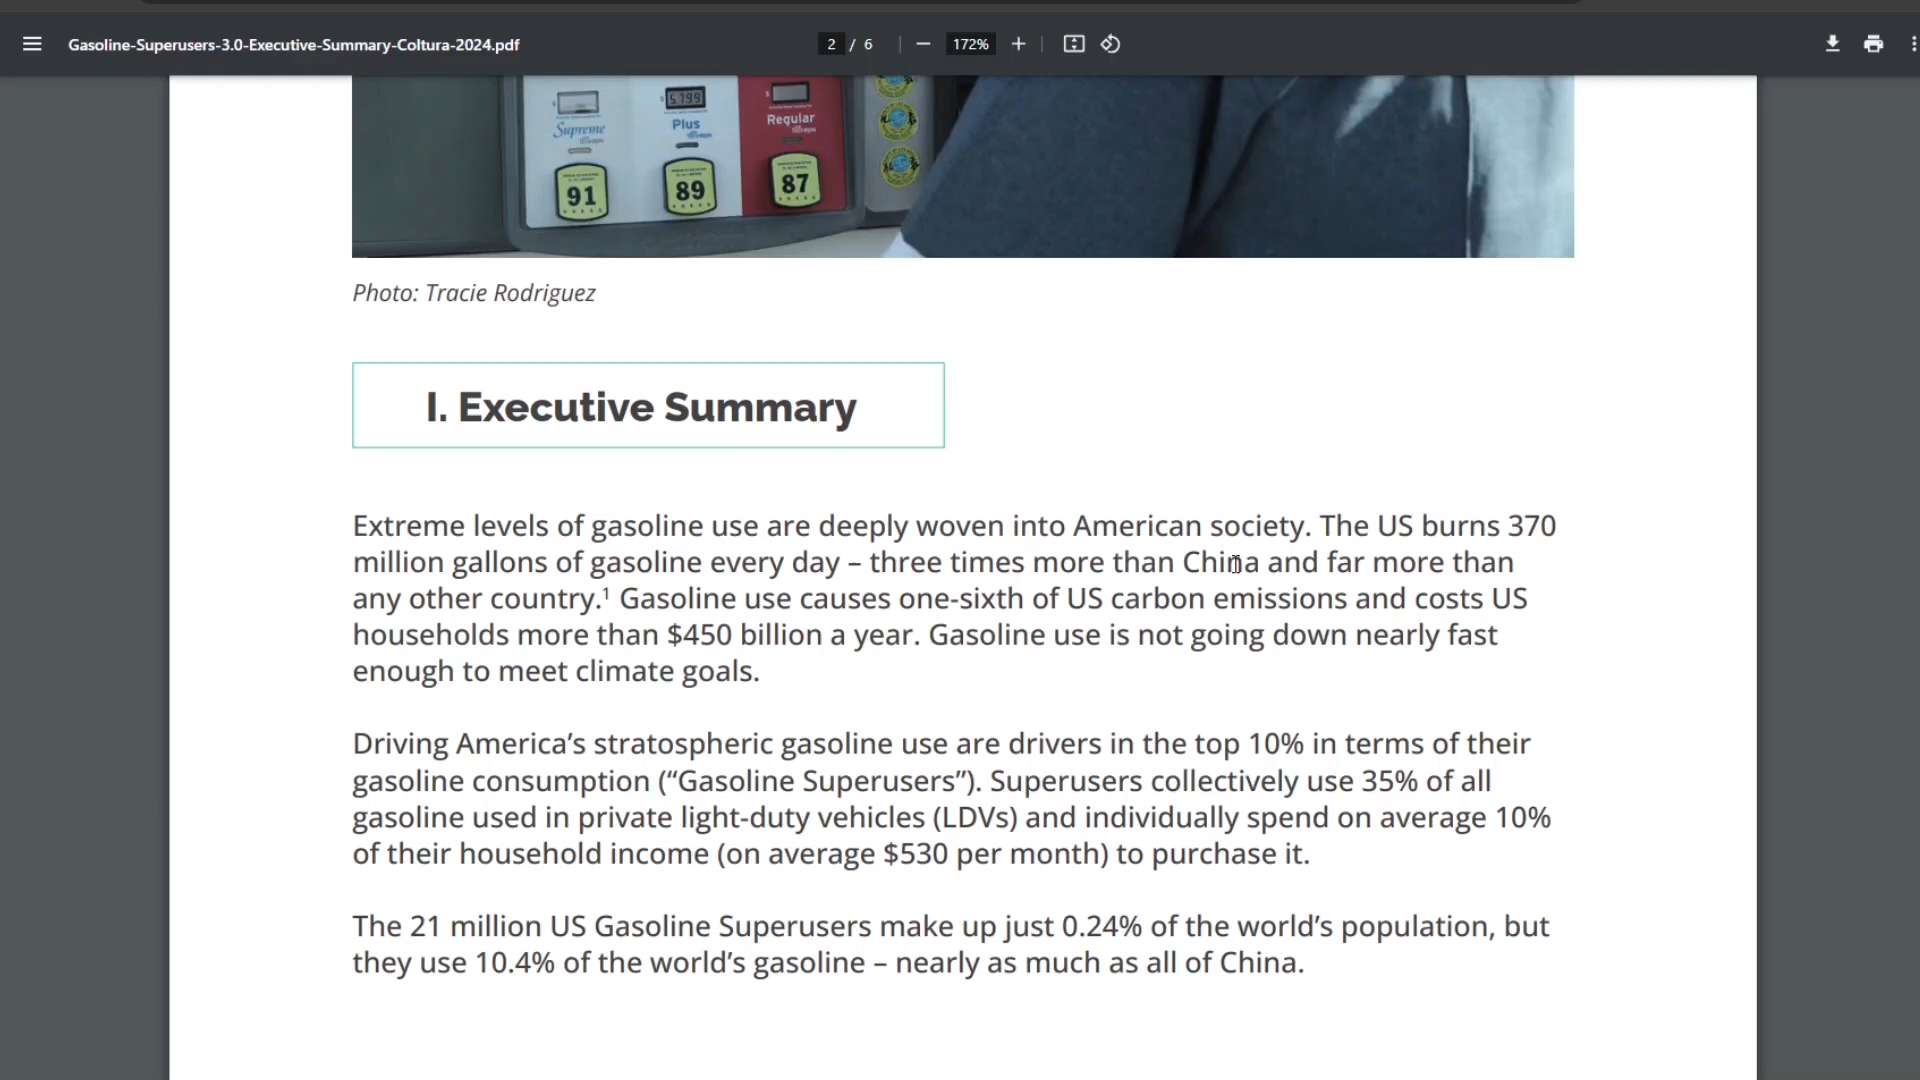 Gasoline-Superusers-3.0-Executive-Summary-Coltura-2024.pdf
2 / 6
172%
5.799
Supreme
Plus
Regular
91
89
87
Photo: Tracie Rodriguez
I. Executive Summary
Extreme levels of gasoline use are deeply woven into American society. The US burns 370
million gallons of gasoline every day – three times more than China and far more than
any other country.¹ Gasoline use causes one-sixth of US carbon emissions and costs US
households more than $450 billion a year. Gasoline use is not going down nearly fast
enough to meet climate goals.
Driving America’s stratospheric gasoline use are drivers in the top 10% in terms of their
gasoline consumption (“Gasoline Superusers”). Superusers collectively use 35% of all
gasoline used in private light-duty vehicles (LDVs) and individually spend on average 10%
of their household income (on average $530 per month) to purchase it.
The 21 million US Gasoline Superusers make up just 0.24% of the world’s population, but
they use 10.4% of the world’s gasoline – nearly as much as all of China.